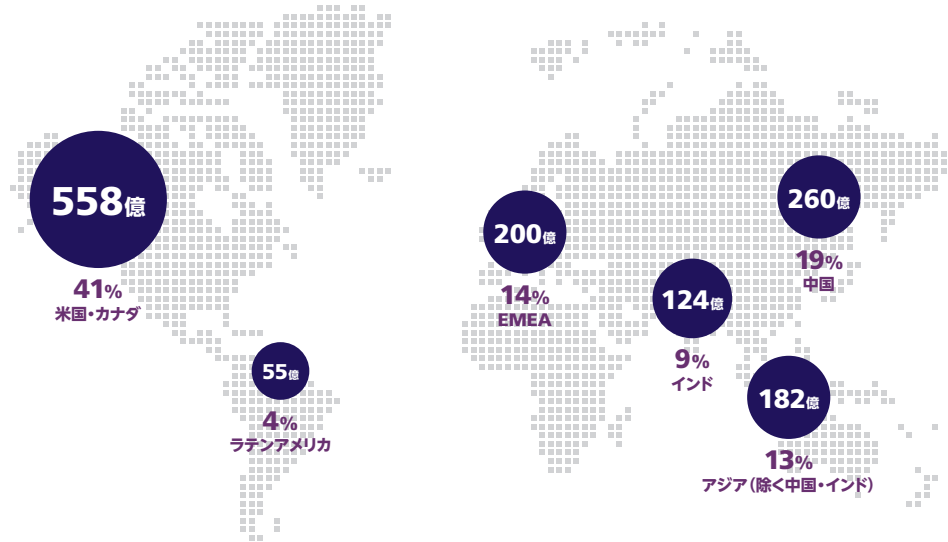 558億
41%
米国・カナダ
55億
4%
ラテンアメリカ
200億
14%
EMEA
124億
9%
インド
260億
19%
中国
182億
13%
アジア(除く中国・インド)